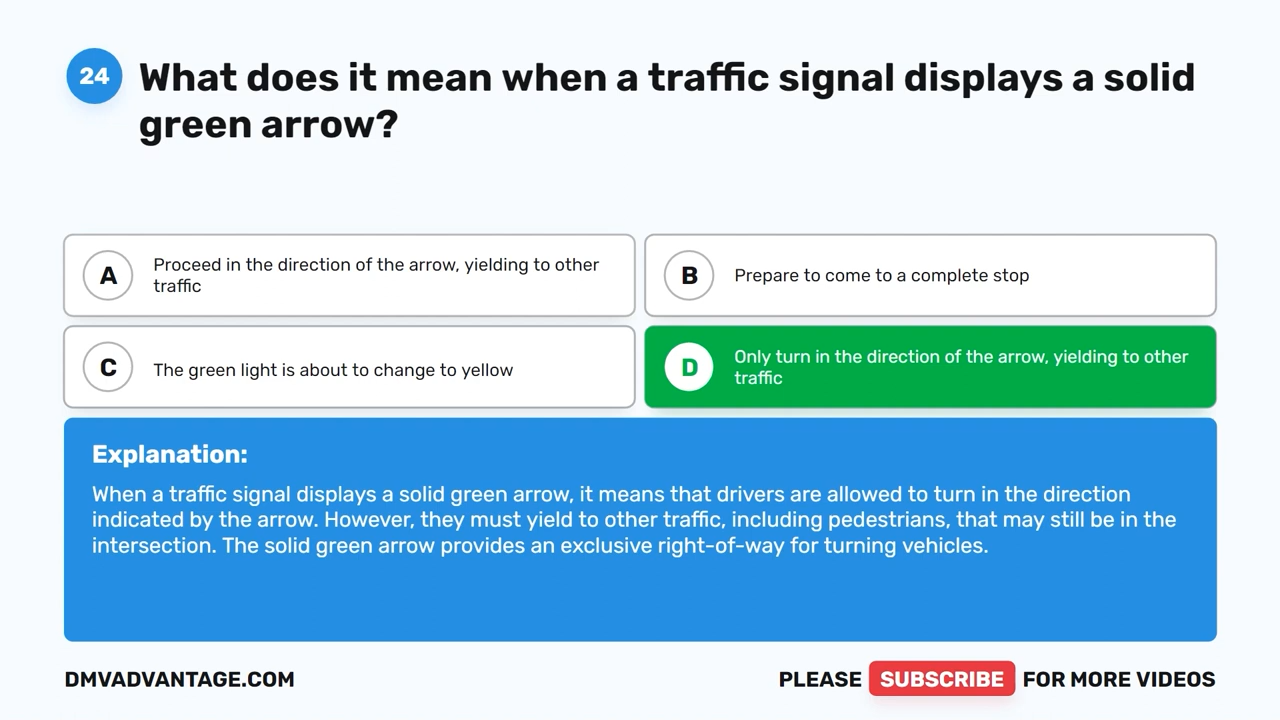 24
What does it mean when a traffic signal displays a solid
green arrow?
A
Proceed in the direction of the arrow, yielding to other
traffic
B
Prepare to come to a complete stop
C
The green light is about to change to yellow
D
Only turn in the direction of the arrow, yielding to other
traffic
Explanation:
When a traffic signal displays a solid green arrow, it means that drivers are allowed to turn in the direction
indicated by the arrow. However, they must yield to other traffic, including pedestrians, that may still be in the
intersection. The solid green arrow provides an exclusive right-of-way for turning vehicles.
DMVADVANTAGE.COM
PLEASE SUBSCRIBE FOR MORE VIDEOS